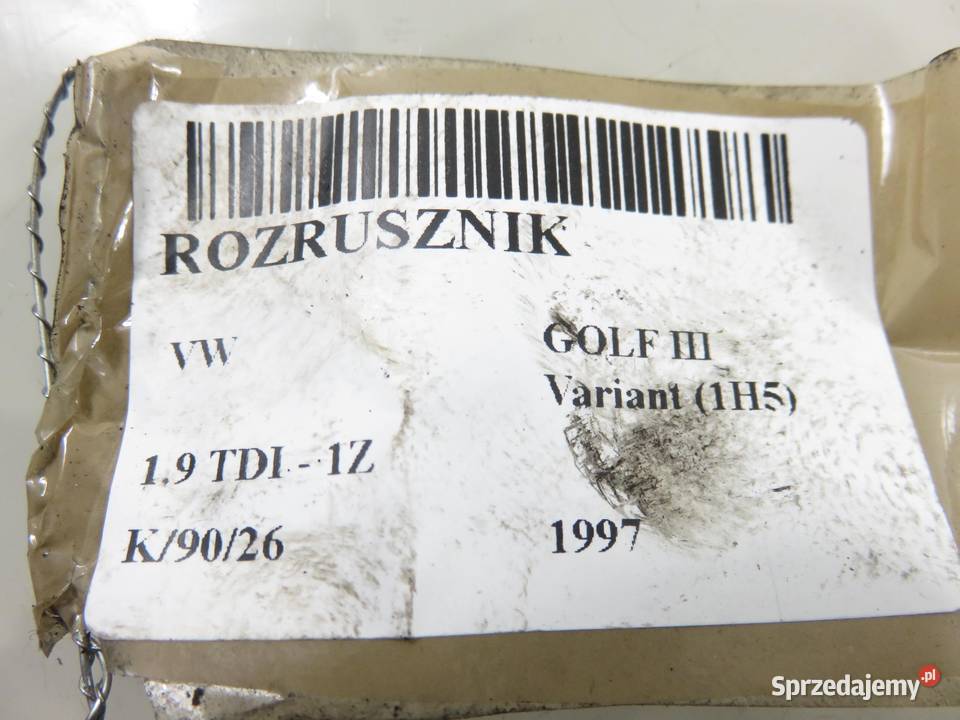 ROZRUSZNIK
VW
GOLF III
Variant (1H5)
1.9 TDI - 1Z
K/90/26
1997
Sprzedajemy.pl